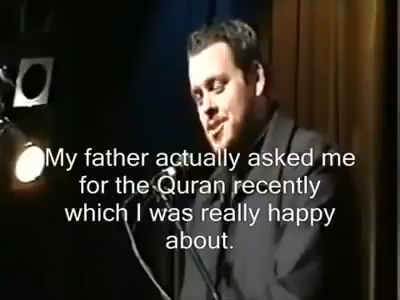 My father actually asked me
for the Quran recently
which I was really happy
about.